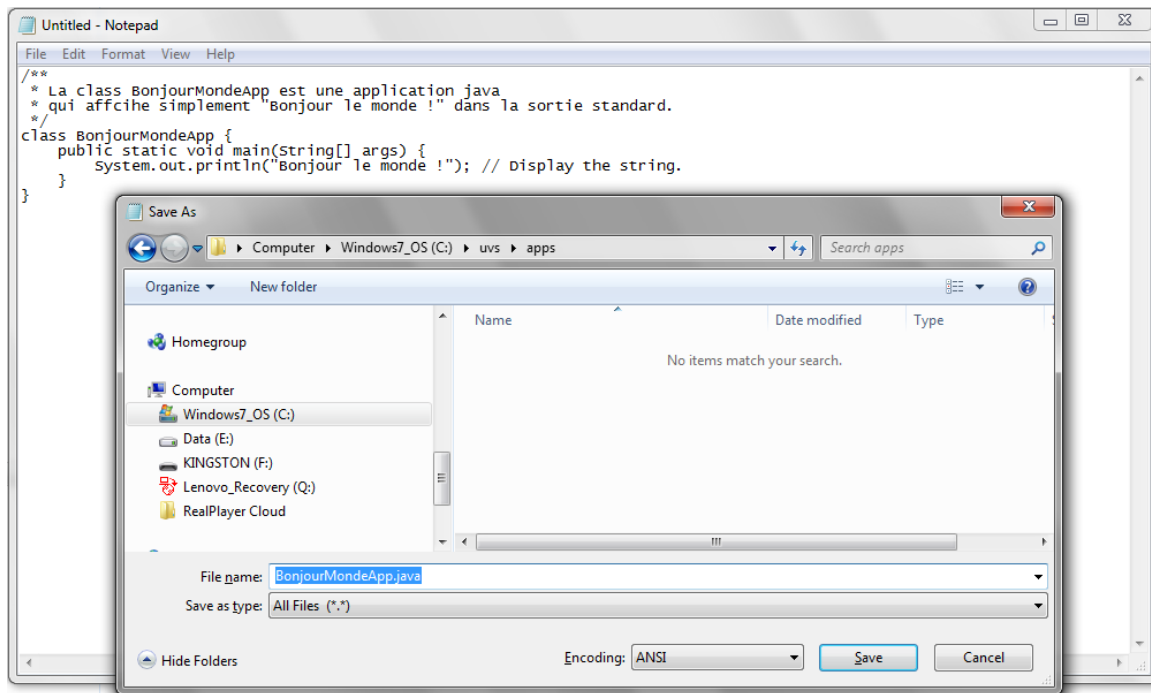 Untitled - Notepad
File Edit Format View Help
/**
 * La class BonjourMondeApp est une application java
 * qui affcihe simplement "Bonjour le monde !" dans la sortie standard.
 */
class BonjourMondeApp {
    public static void main(String[] args) {
        System.out.println("Bonjour le monde !"); // Display the string.
    }
}
Save As
Computer Windows7_OS (C:) uvs apps
Search apps
Organize New folder
Name Date modified Type
No items match your search.
Homegroup
Computer
Windows7_OS (C:)
Data (E:)
KINGSTON (F:)
Lenovo_Recovery (Q:)
RealPlayer Cloud
File name: BonjourMondeApp.java
Save as type: All Files (*.*)
Hide Folders
Encoding: ANSI
Save
Cancel